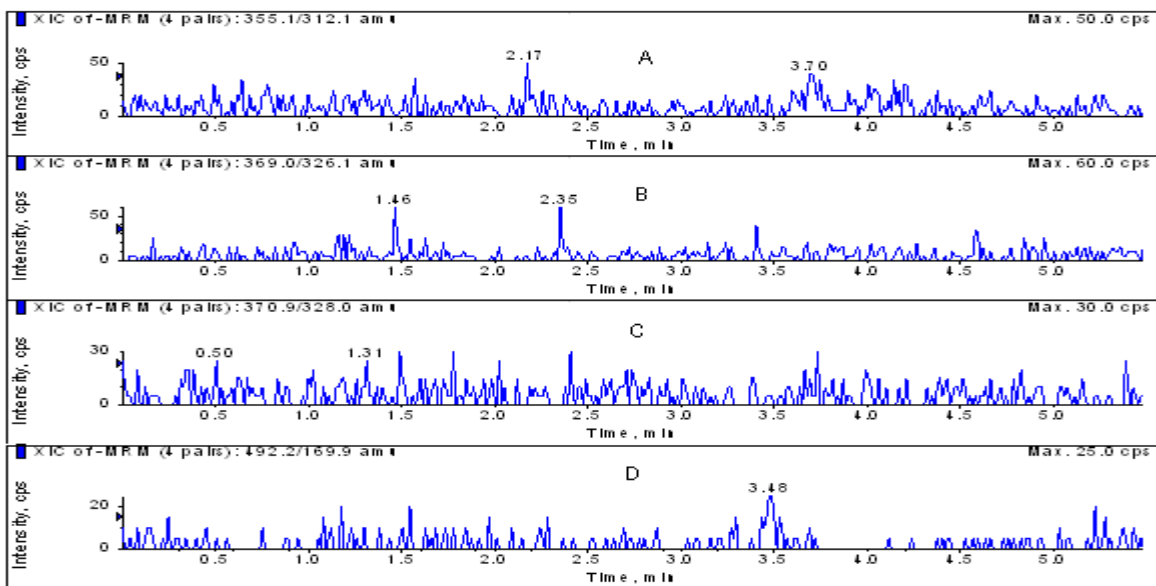 XIC of -MRM (4 pairs): 355.1/312.1 amu Max. 50.0 cps
Intensity, cps
50
0
A
2.17
3.70
0.5 1.0 1.5 2.0 2.5 3.0 3.5 4.0 4.5 5.0
Time, min
XIC of -MRM (4 pairs): 369.0/326.1 amu Max. 60.0 cps
Intensity, cps
50
0
B
1.46
2.35
0.5 1.0 1.5 2.0 2.5 3.0 3.5 4.0 4.5 5.0
Time, min
XIC of -MRM (4 pairs): 370.9/328.0 amu Max. 30.0 cps
Intensity, cps
30
0
C
0.50
1.31
0.5 1.0 1.5 2.0 2.5 3.0 3.5 4.0 4.5 5.0
Time, min
XIC of -MRM (4 pairs): 492.2/169.9 amu Max. 25.0 cps
Intensity, cps
20
0
D
3.48
0.5 1.0 1.5 2.0 2.5 3.0 3.5 4.0 4.5 5.0
Time, min